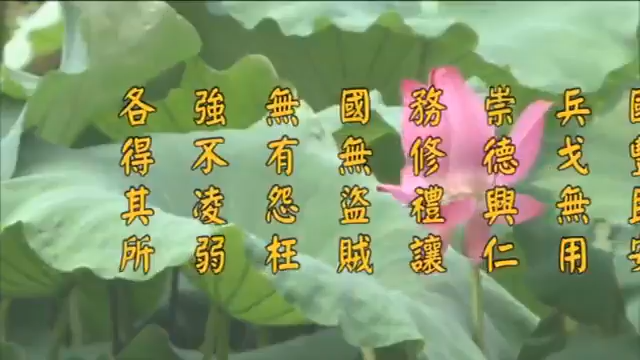 兵戈無用
崇德興仁
務修禮讓
國無盜賊
無有怨枉
強不凌弱
各得其所